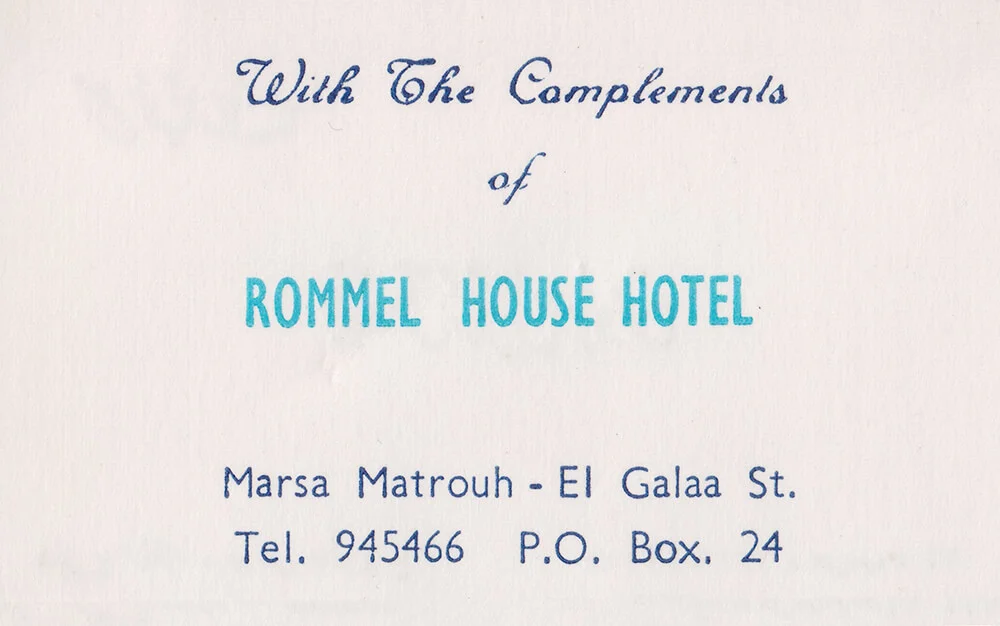 With The Complements
of
ROMMEL HOUSE HOTEL
Marsa Matrouh - El Galaa St.
Tel. 945466 P.O. Box. 24